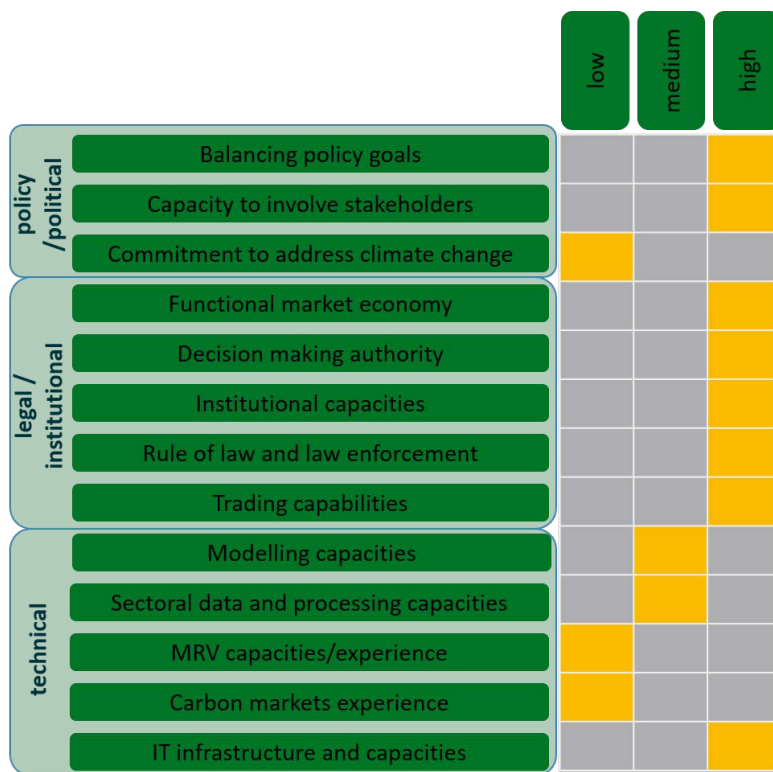 low
medium
high
policy
/political
Balancing policy goals
Capacity to involve stakeholders
Commitment to address climate change
legal /
institutional
Functional market economy
Decision making authority
Institutional capacities
Rule of law and law enforcement
Trading capabilities
technical
Modelling capacities
Sectoral data and processing capacities
MRV capacities/experience
Carbon markets experience
IT infrastructure and capacities